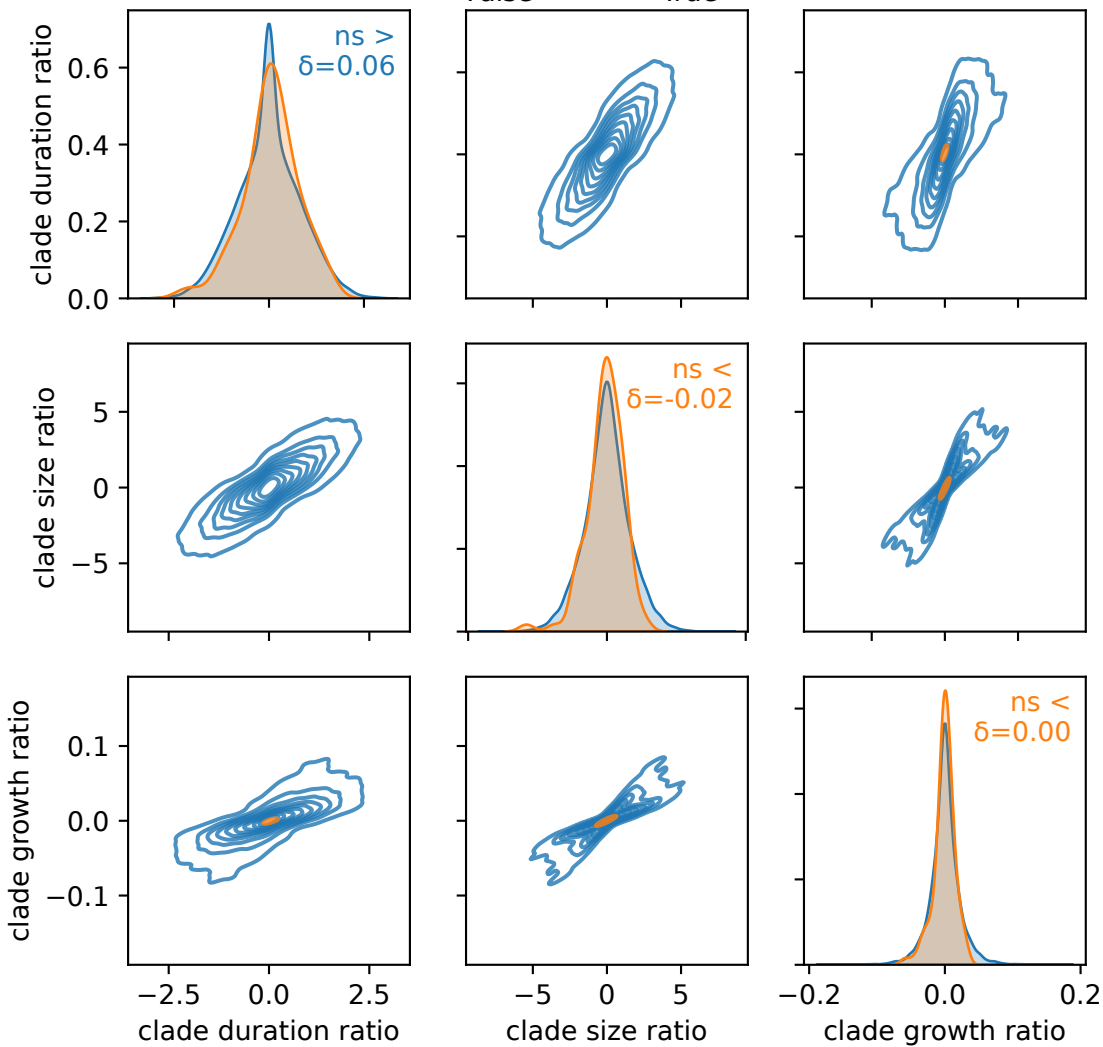 clade duration ratio
0.6
0.4
0.2
0.0
ns >
δ=0.06
clade size ratio
5
0
−5
ns <
δ=-0.02
clade growth ratio
0.1
0.0
−0.1
ns <
δ=0.00
−2.5 0.0 2.5
−5 0 5
−0.2 0.0 0.2
clade duration ratio
clade size ratio
clade growth ratio